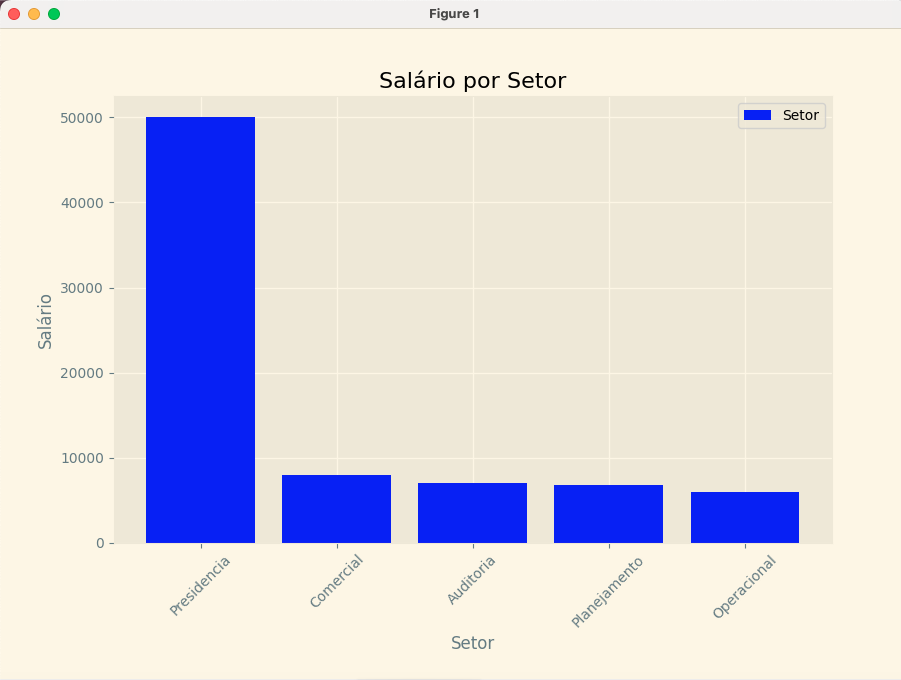 Figure 1
Salário por Setor
Setor
50000
40000
30000
20000
10000
0
Salário
Presidencia
Comercial
Auditoria
Planejamento
Operacional
Setor